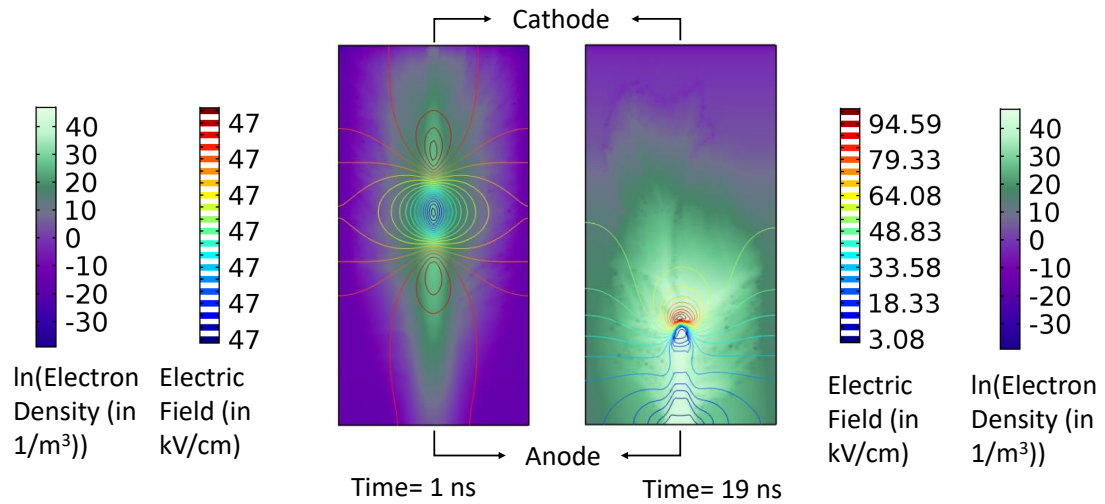 Cathode
40
30
20
10
0
-10
-20
-30
47
47
47
47
47
47
47
94.59
79.33
64.08
48.83
33.58
18.33
3.08
40
30
20
10
0
-10
-20
-30
ln(Electron
Density (in
1/m³))
Electric
Field (in
kV/cm)
Electric
Field (in
kV/cm)
ln(Electron
Density (in
1/m³))
Anode
Time= 1 ns
Time= 19 ns